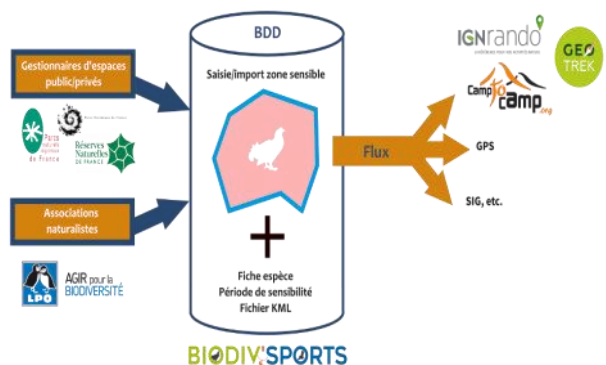 Gestionnaires d'espaces
public/privés
Parcs
naturels
régionaux
de France
Réserves
Naturelles
DE FRANCE
Associations
naturalistes
LPO
AGIR pour la
BIODIVERSITÉ
BDD
Saisie/import zone sensible
Fiche espèce
Période de sensibilité
Fichier KML
BIODIV'SPORTS
Flux
IGNrando
GEO
TREK
Camp to camp.org
GPS
SIG, etc.